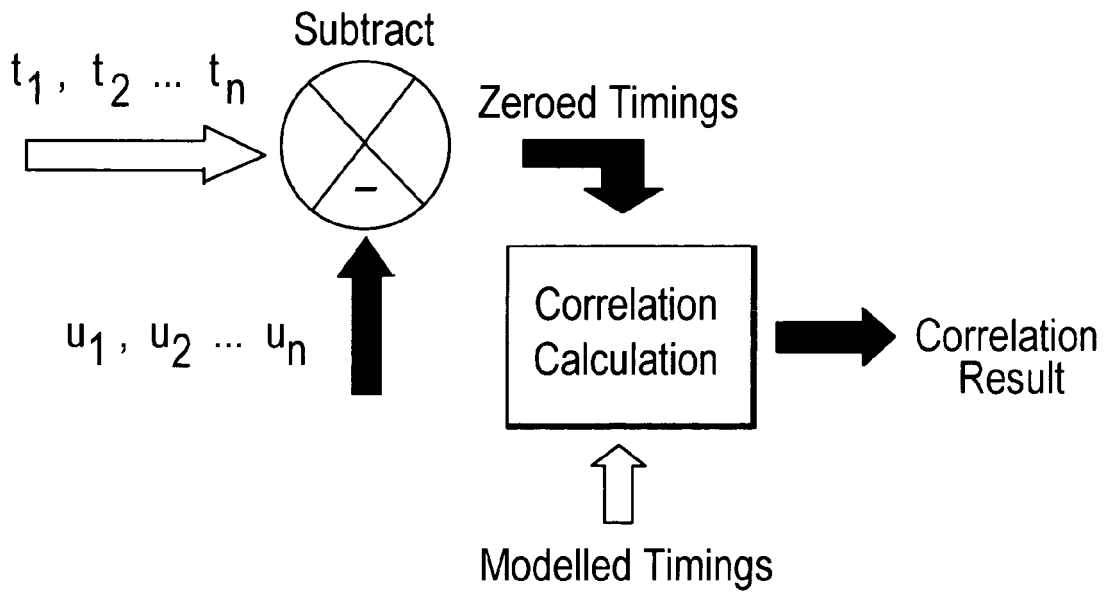 Subtract
t1 , t2 ... tn
Zeroed Timings
–
u1 , u2 ... un
Correlation
Calculation
Correlation
Result
Modelled Timings